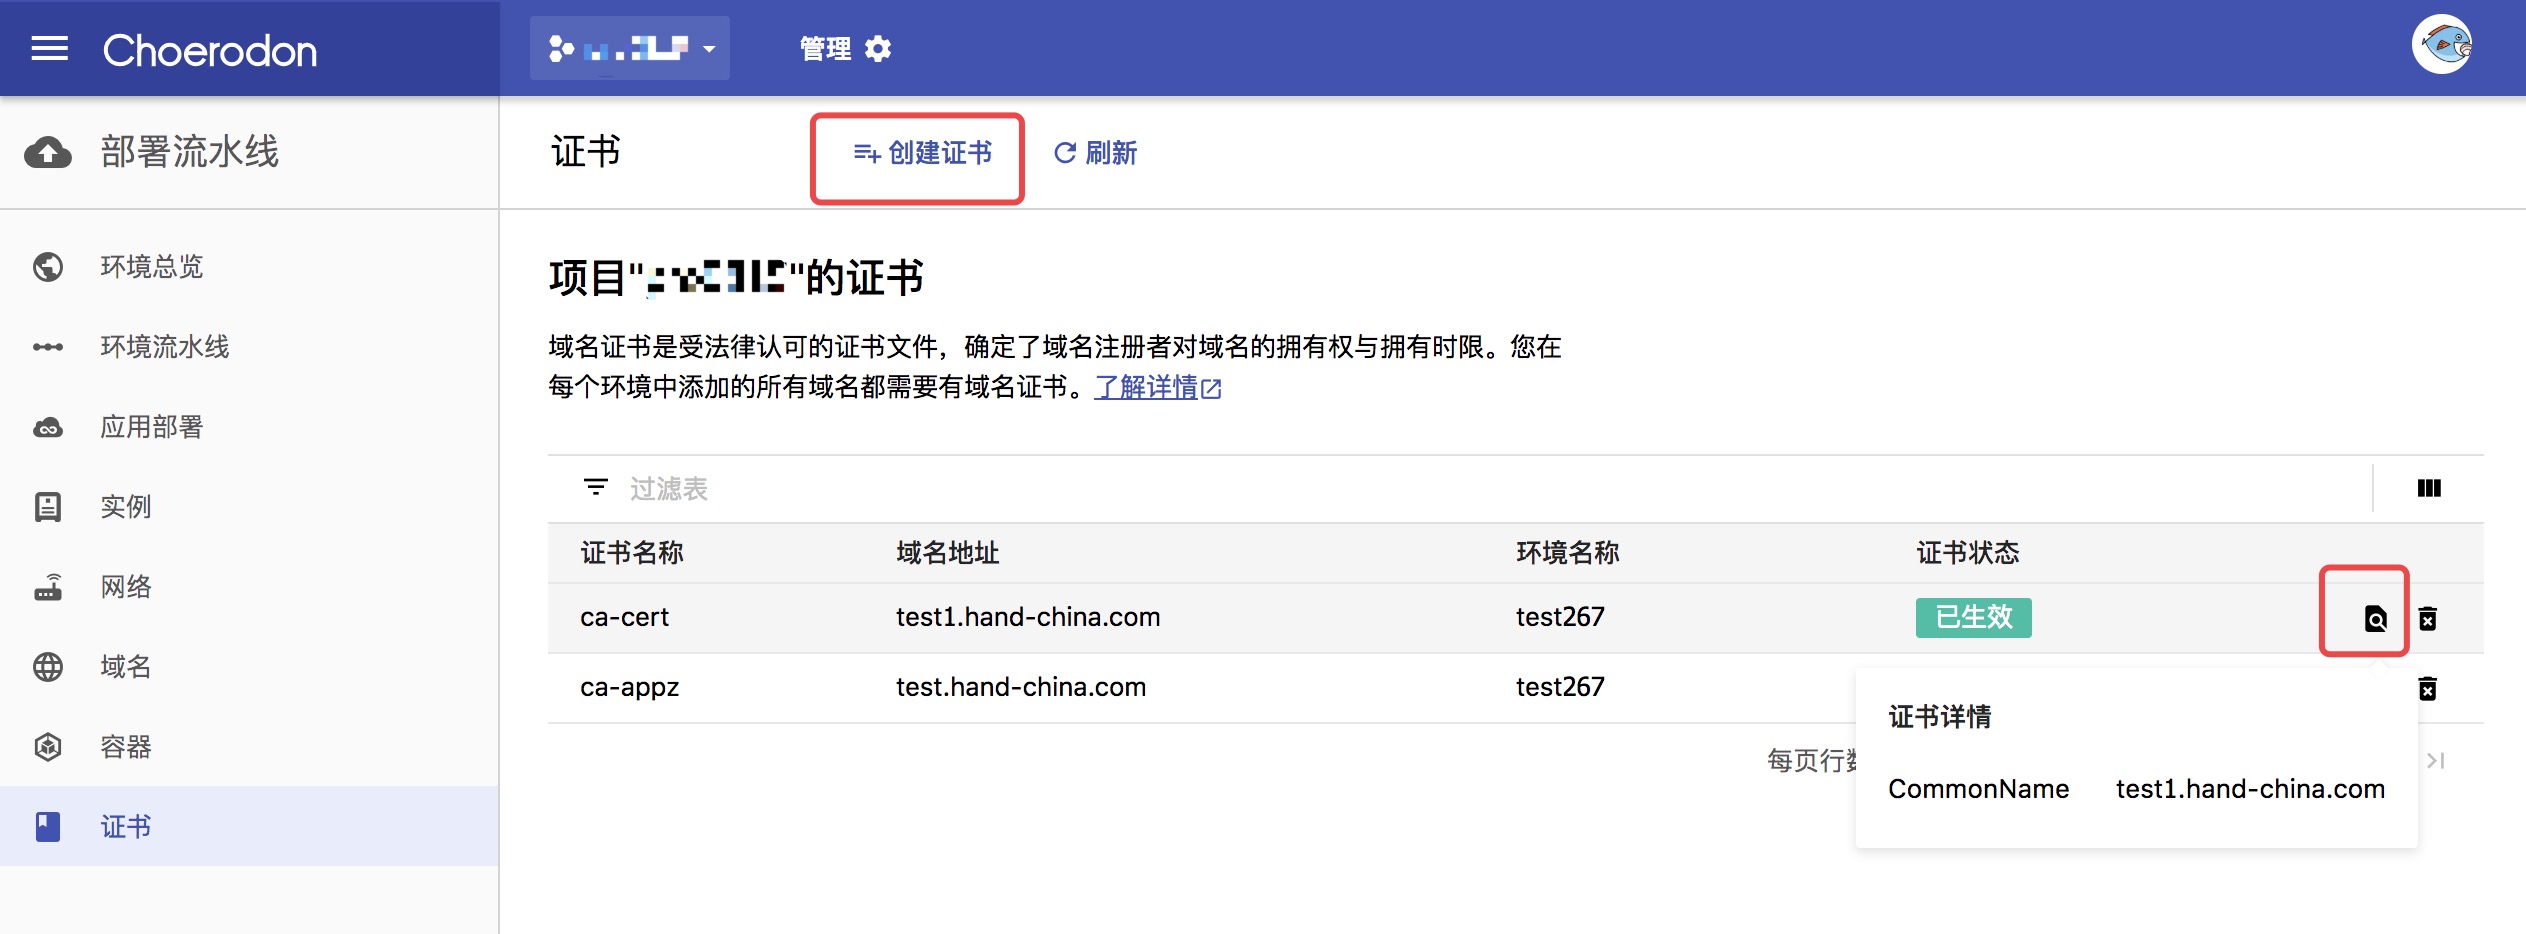 Choerodon
管理
部署流水线
证书
创建证书
刷新
环境总览
环境流水线
应用部署
实例
网络
域名
容器
证书
项目"
"的证书
域名证书是受法律认可的证书文件，确定了域名注册者对域名的拥有权与拥有时限。您在
每个环境中添加的所有域名都需要有域名证书。了解详情
过滤表
证书名称 域名地址 环境名称 证书状态
ca-cert test1.hand-china.com test267 已生效
ca-appz test.hand-china.com test267
每页行
证书详情
CommonName test1.hand-china.com